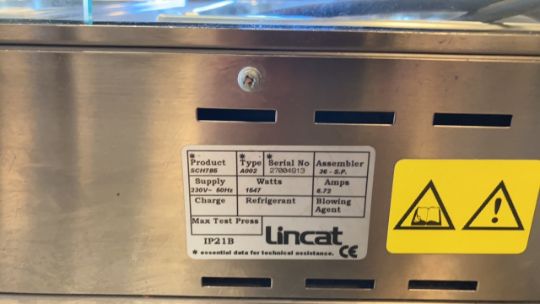 * Product * Type * Serial No Assembler
SCH785 A002 27004913 36 - S.P.
Supply Watts Amps
230V~ 50Hz 1547 6.72
Charge Refrigerant Blowing Agent
Max Test Press
IP21B Lincat CE
* essential data for technical assistance.